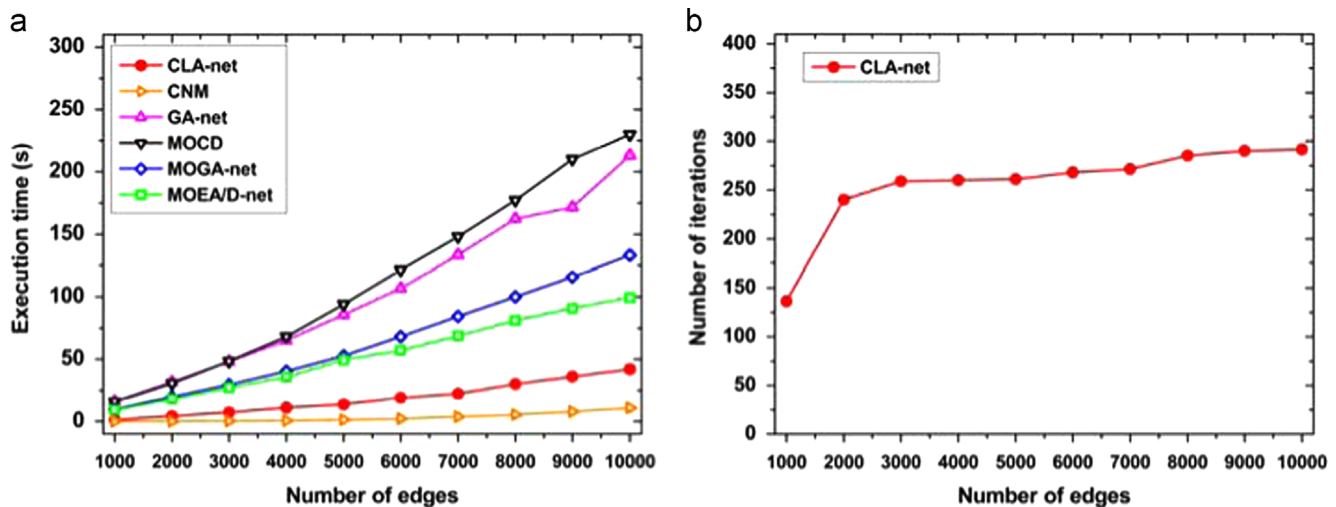 a
300
250
200
150
100
50
0
Execution time (s)
CLA-net
CNM
GA-net
MOCD
MOGA-net
MOEA/D-net
1000 2000 3000 4000 5000 6000 7000 8000 9000 10000
Number of edges
b
400
350
300
250
200
150
100
50
0
Number of iterations
CLA-net
1000 2000 3000 4000 5000 6000 7000 8000 9000 10000
Number of edges